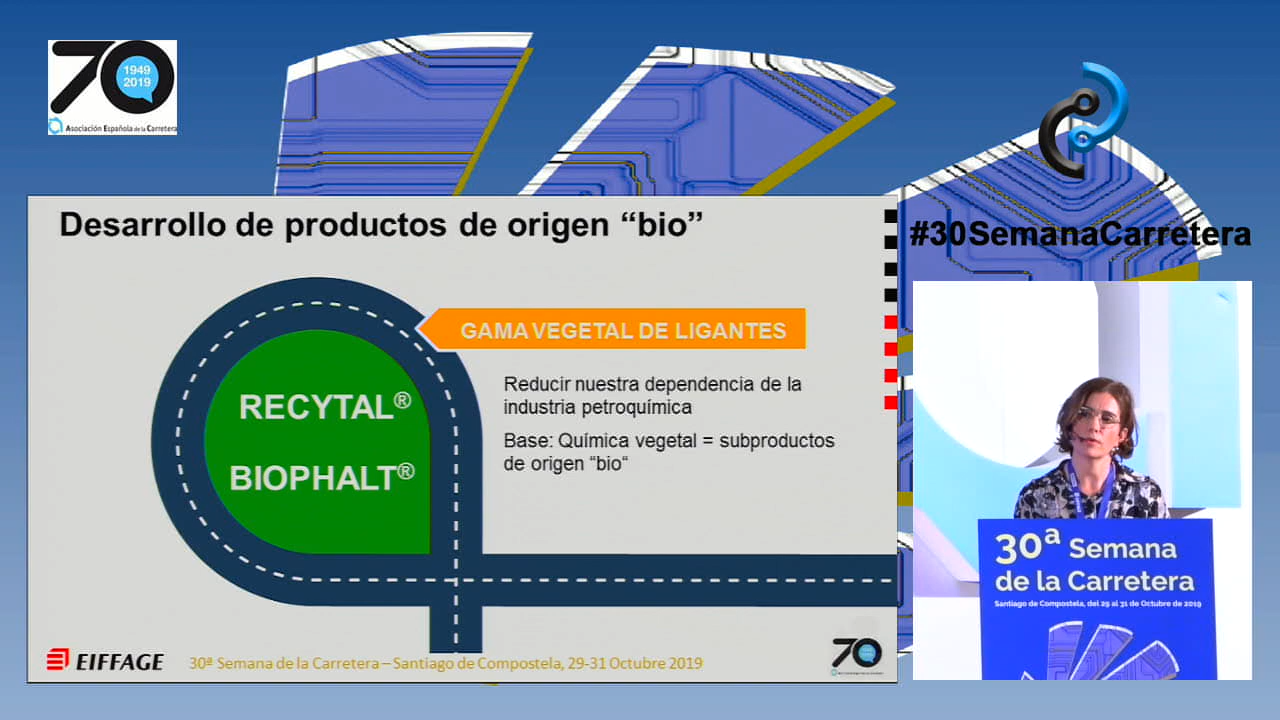 70
1949
2019
Asociación Española de la Carretera
#30SemanaCarretera
Desarrollo de productos de origen “bio”
GAMA VEGETAL DE LIGANTES
RECYTAL®
BIOPHALT®
Reducir nuestra dependencia de la
industria petroquímica
Base: Química vegetal = subproductos
de origen “bio“
EIFFAGE
30ª Semana de la Carretera – Santiago de Compostela, 29-31 Octubre 2019
70
30ª Semana
de la Carretera
Santiago de Compostela, del 29 al 31 de Octubre de 2019